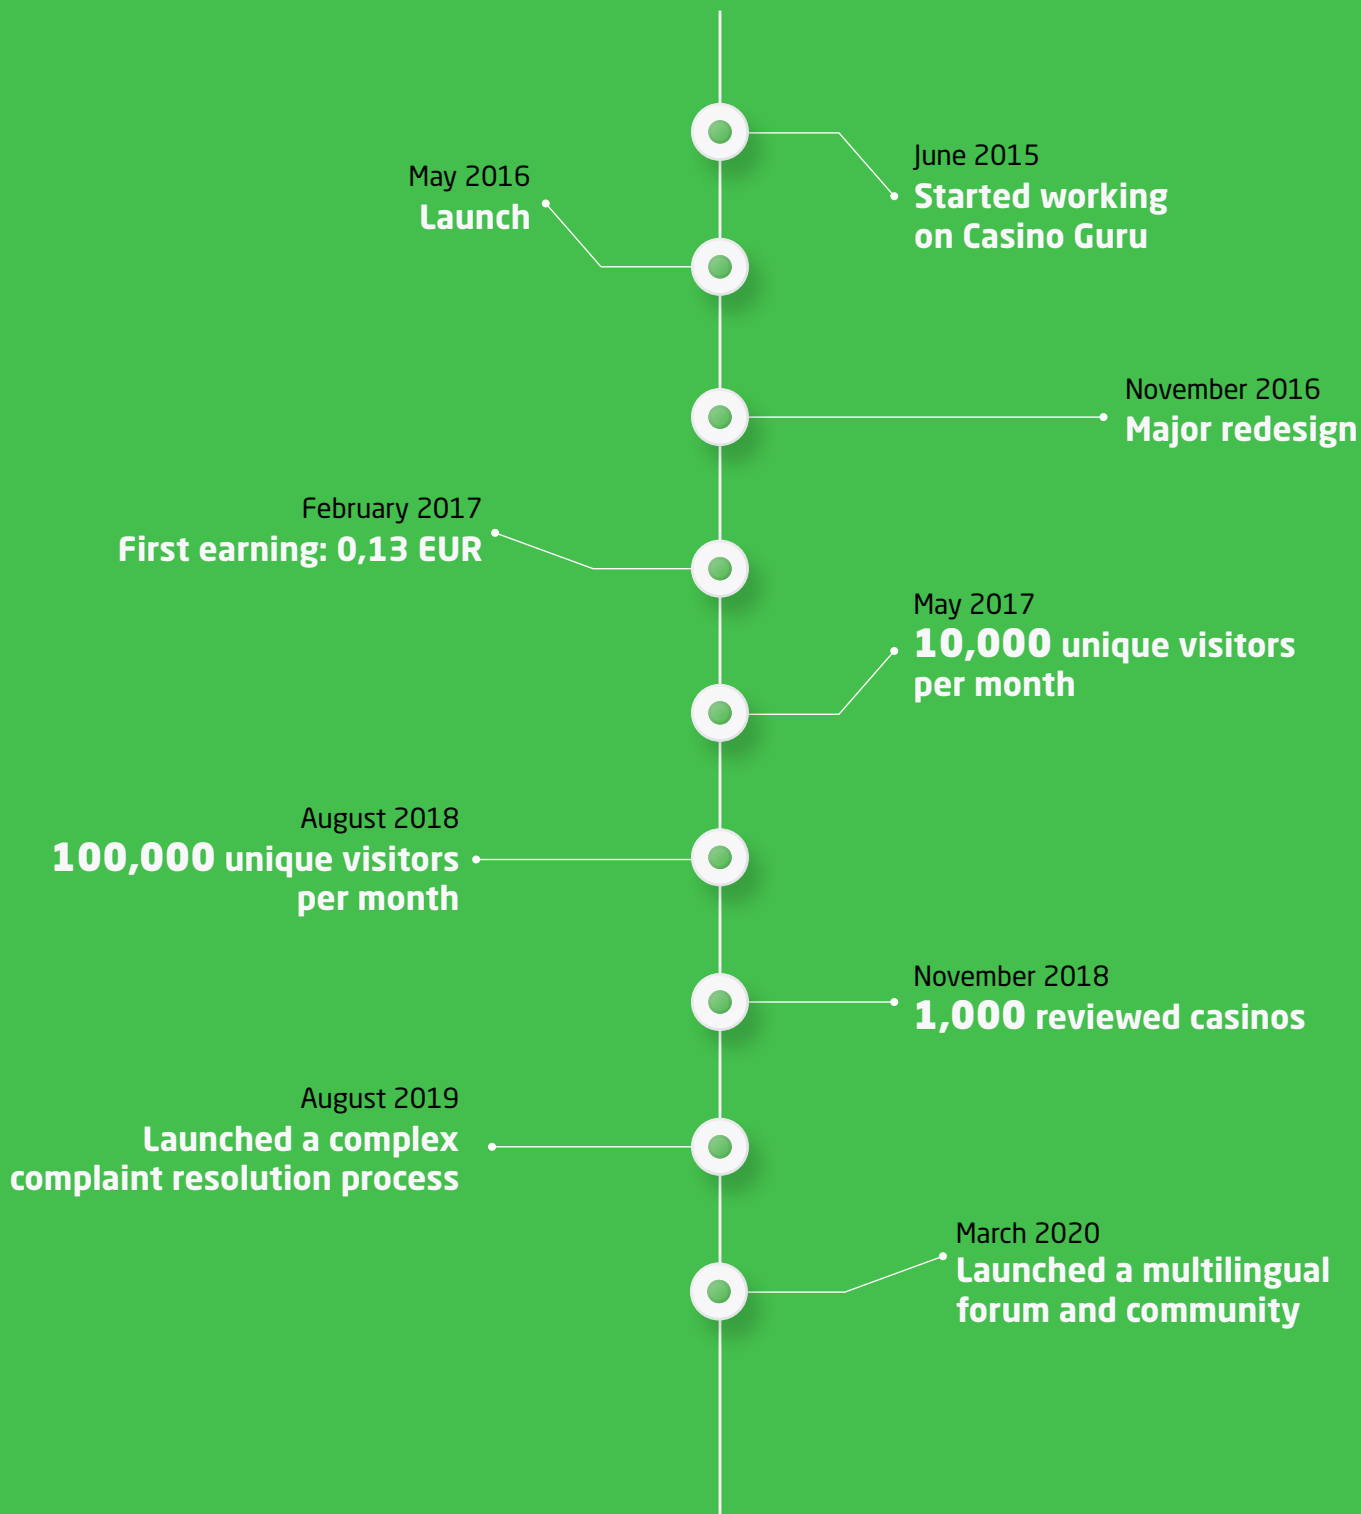 June 2015
Started working
on Casino Guru
May 2016
Launch
November 2016
Major redesign
February 2017
First earning: 0,13 EUR
May 2017
10,000 unique visitors
per month
August 2018
100,000 unique visitors
per month
November 2018
1,000 reviewed casinos
August 2019
Launched a complex
complaint resolution process
March 2020
Launched a multilingual
forum and community